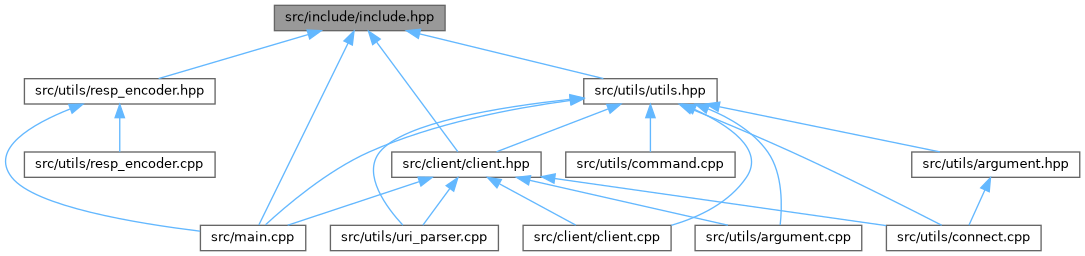 src/include/include.hpp
src/utils/resp_encoder.hpp
src/utils/utils.hpp
src/utils/resp_encoder.cpp
src/client/client.hpp
src/utils/command.cpp
src/utils/argument.hpp
src/main.cpp
src/utils/uri_parser.cpp
src/client/client.cpp
src/utils/argument.cpp
src/utils/connect.cpp